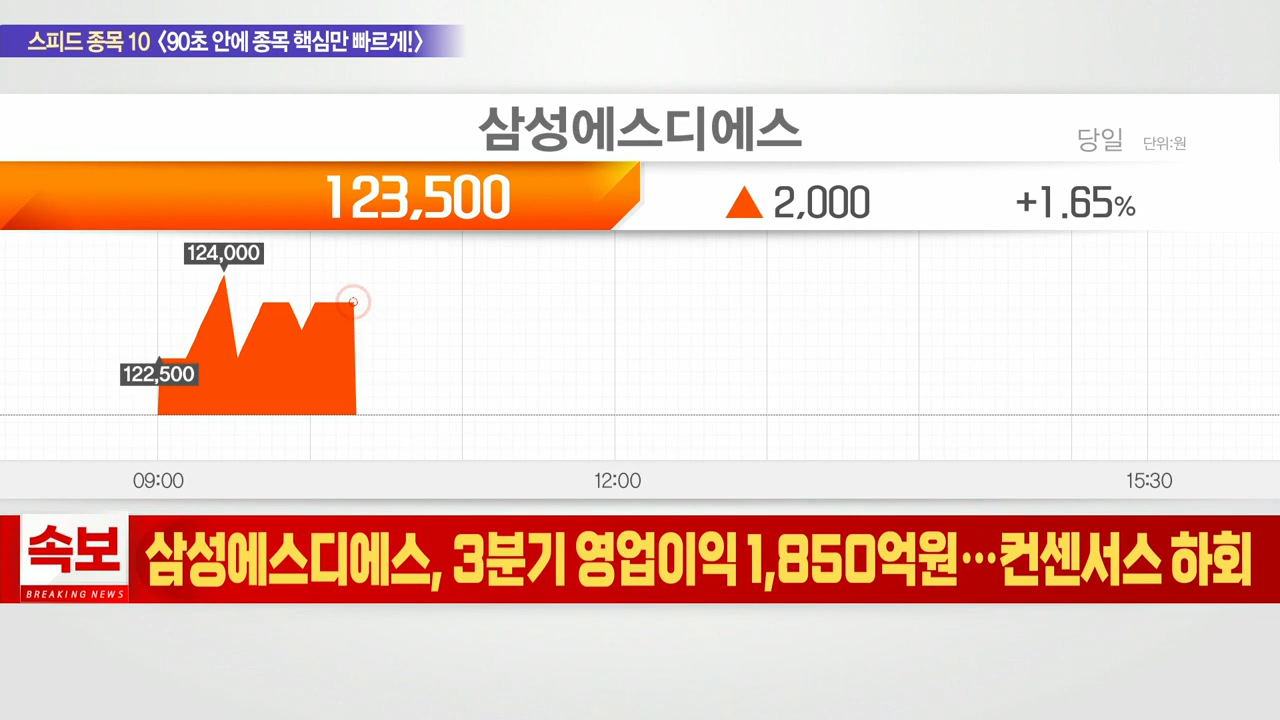 스피드 종목 10 〈90초 안에 종목 핵심만 빠르게!〉
삼성에스디에스
당일 단위:원
123,500 ▲ 2,000 +1.65%
124,000
122,500
09:00 12:00 15:30
속보
BREAKING NEWS
삼성에스디에스, 3분기 영업이익 1,850억원…컨센서스 하회